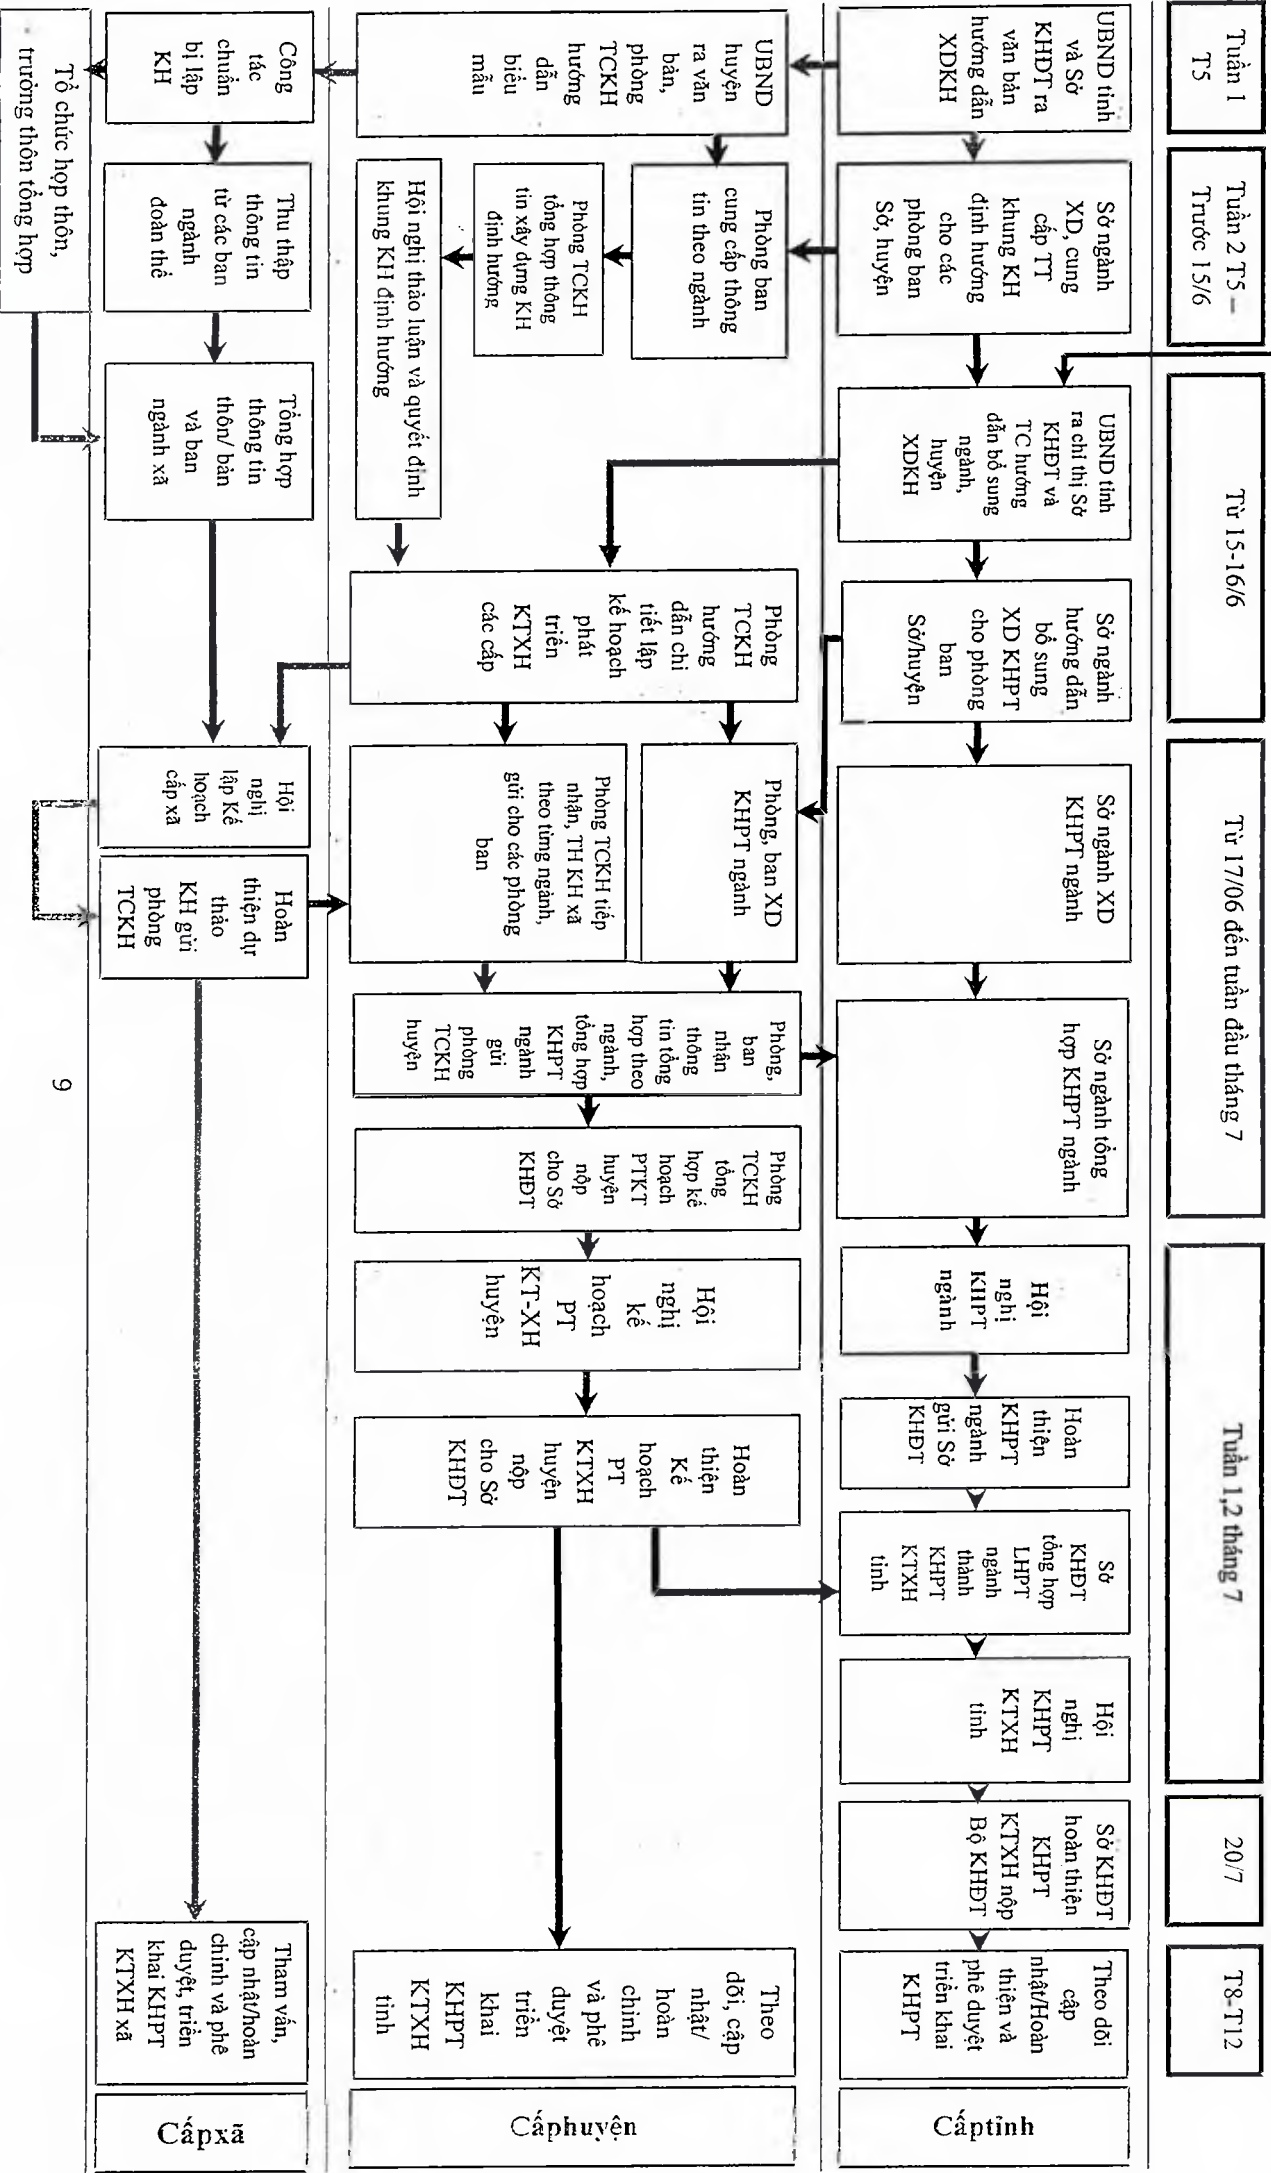 Tuần 1
T5
Tuần 2 T5 –
Trước 15/6
Từ 15-16/6
Từ 17/06 đến tuần đầu tháng 7
Tuần 1,2 tháng 7
20/7
T8-T12
UBND tỉnh
và Sở
KHĐT ra
văn bản
hướng dẫn
XDKH
Sở ngành
XD, cung
cấp TT
khung KH
định hướng
cho các
phòng ban
Sở, huyện
UBND tỉnh
ra chỉ thị Sở
KHĐT và
TC hướng
dẫn bổ sung
ngành,
huyện
XDKH
Sở ngành
hướng dẫn
bổ sung
XD KHPT
cho phòng
ban
Sở/huyện
Sở ngành XD
KHPT ngành
Sở ngành tổng
hợp KHPT ngành
Hội
nghị
KHPT
ngành
Hoàn
thiện
KHPT
ngành
gửi Sở
KHĐT
Sở
KHĐT
tổng hợp
LHPT
ngành
thành
KHPT
KTXH
tỉnh
Hội
nghị
KHPT
KTXH
tỉnh
Sở KHĐT
hoàn thiện
KHPT
KTXH nộp
Bộ KHĐT
Theo dõi
cập
nhật/Hoàn
thiện và
phê duyệt
triển khai
KHPT
Cấptỉnh
UBND
huyện
ra văn
bản,
phòng
TCKH
hướng
dẫn
biểu
mẫu
Phòng ban
cung cấp thông
tin theo ngành
Phòng TCKH
tổng hợp thông
tin xây dựng KH
định hướng
Hội nghị thảo luận và quyết định
khung KH định hướng
Phòng
TCKH
hướng
dẫn chi
tiết lập
kế hoạch
phát
triển
KTXH
các cấp
Phòng, ban XD
KHPT ngành
Phòng TCKH tiếp
nhận, TH KH xã
theo từng ngành,
gửi cho các phòng
ban
Phòng,
ban
nhận
thông
tin tổng
hợp theo
ngành,
tổng hợp
KHPT
ngành
gửi
phòng
TCKH
huyện
Phòng
TCKH
tổng
hợp kế
hoạch
PTKT
huyện
nộp
cho Sở
KHĐT
Hội
nghị
kế
hoạch
PT
KT-XH
huyện
Hoàn
thiện
Kế
hoạch
PT
KTXH
huyện
nộp
cho Sở
KHĐT
Theo
dõi, cập
nhật/
hoàn
chỉnh
và phê
duyệt
triển
khai
KHPT
KTXH
tỉnh
Cấphuyện
Công
tác
chuẩn
bị lập
KH
Thu thập
thông tin
từ các ban
ngành
đoàn thể
Tổng hợp
thông tin
thôn/ bản
và ban
ngành xã
Hội
nghị
lập Kế
hoạch
cấp xã
Hoàn
thiện dự
thảo
KH gửi
phòng
TCKH
Tham vấn,
cập nhật/hoàn
chỉnh và phê
duyệt, triển
khai KHPT
KTXH xã
Cấpxã
Tổ chức họp thôn,
trưởng thôn tổng hợp
9